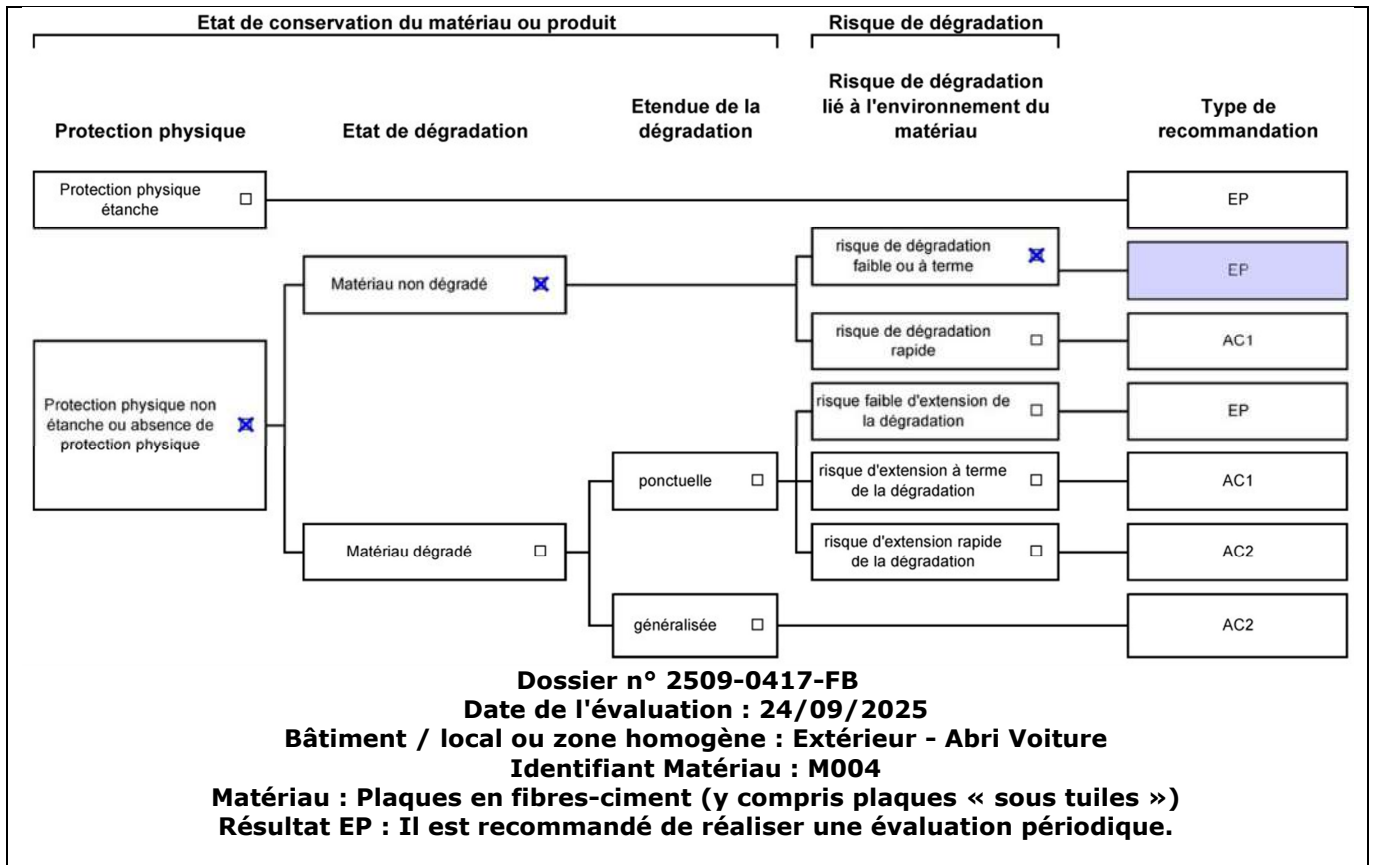 Etat de conservation du matériau ou produit
Risque de dégradation
Protection physique
Etat de dégradation
Etendue de la
dégradation
Risque de dégradation
lié à l'environnement du
matériau
Type de
recommandation
Protection physique
étanche
EP
risque de dégradation
faible ou à terme
EP
Matériau non dégradé
risque de dégradation
rapide
AC1
Protection physique non
étanche ou absence de
protection physique
risque faible d'extension de
la dégradation
EP
ponctuelle
risque d'extension à terme
de la dégradation
AC1
Matériau dégradé
risque d'extension rapide
de la dégradation
AC2
généralisée
AC2
Dossier n° 2509-0417-FB
Date de l'évaluation : 24/09/2025
Bâtiment / local ou zone homogène : Extérieur - Abri Voiture
Identifiant Matériau : M004
Matériau : Plaques en fibres-ciment (y compris plaques « sous tuiles »)
Résultat EP : Il est recommandé de réaliser une évaluation périodique.